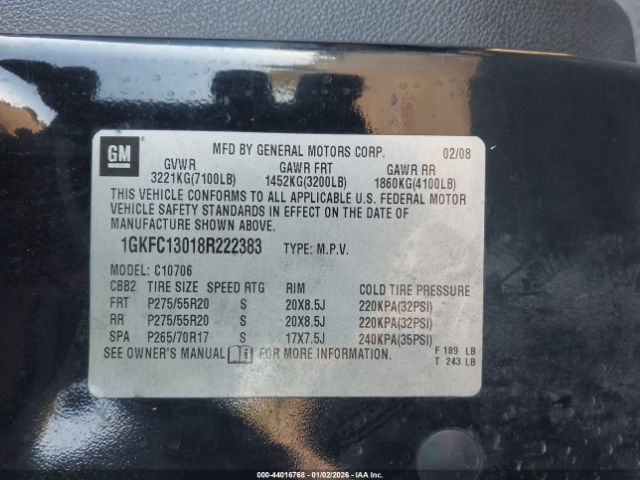 GM
MFD BY GENERAL MOTORS CORP. 02/08
GVWR GAWR FRT GAWR RR
3221KG(7100LB) 1452KG(3200LB) 1860KG(4100LB)
THIS VEHICLE CONFORMS TO ALL APPLICABLE U.S. FEDERAL MOTOR
VEHICLE SAFETY STANDARDS IN EFFECT ON THE DATE OF
MANUFACTURE SHOWN ABOVE.
1GKFC13018R222383 TYPE: M.P.V.
MODEL: C10706
CBB2 TIRE SIZE SPEED RTG RIM COLD TIRE PRESSURE
FRT P275/55R20 S 20X8.5J 220KPA(32PSI)
RR P275/55R20 S 20X8.5J 220KPA(32PSI)
SPA P265/70R17 S 17X7.5J 240KPA(35PSI)
SEE OWNER'S MANUAL FOR MORE INFORMATION.
F 189 LB
T 243 LB
000-44016768 - 01/02/2026 - IAA Inc.